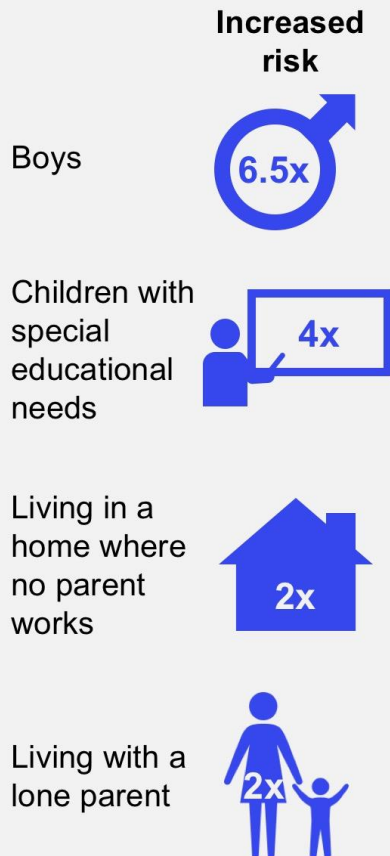 Increased
risk
Boys
6.5x
Children with
special
educational
needs
4x
Living in a
home where
no parent
works
2x
Living with a
lone parent
2x